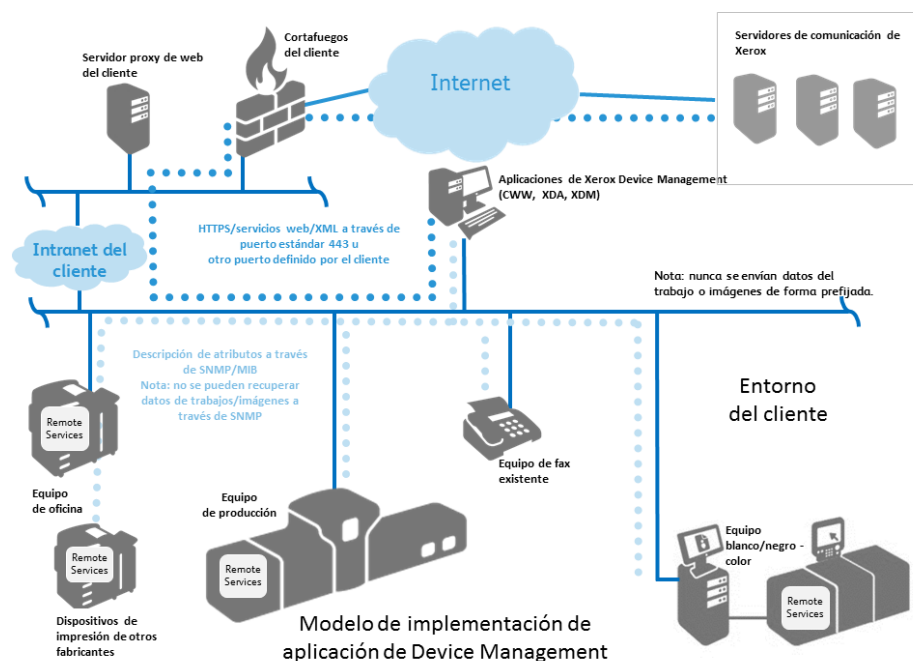 Servidor proxy de web
del cliente
Cortafuegos
del cliente
Internet
Servidores de comunicación de
Xerox
Aplicaciones de Xerox Device Management
(CWW, XDA, XDM)
HTTPS/servicios web/XML a través de
puerto estándar 443 u
otro puerto definido por el cliente
Intranet del
cliente
Nota: nunca se envían datos del
trabajo o imágenes de forma prefijada.
Descripción de atributos a través
de SNMP/MIB
Nota: no se pueden recuperar
datos de trabajos/imágenes a
través de SNMP
Entorno
del cliente
Remote
Services
Equipo
de oficina
Equipo
de producción
Equipo de fax
existente
Remote
Services
Dispositivos de
impresión de otros
fabricantes
Remote
Services
Equipo
blanco/negro -
color
Remote
Services
Modelo de implementación de
aplicación de Device Management